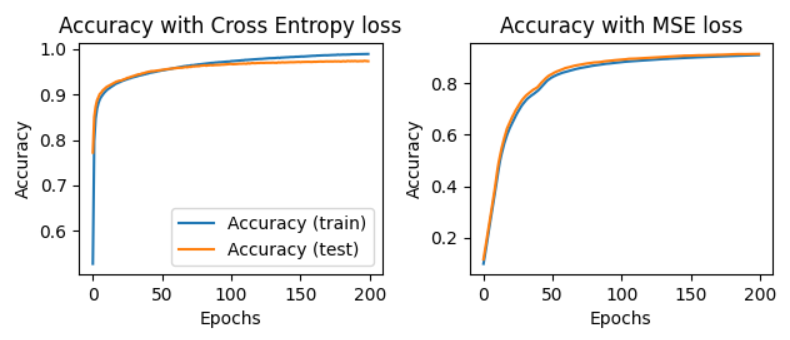 Accuracy with Cross Entropy loss
1.0
0.9
0.8
0.7
0.6
Accuracy
Accuracy (train)
Accuracy (test)
0 50 100 150 200
Epochs
Accuracy with MSE loss
0.8
0.6
0.4
0.2
Accuracy
0 50 100 150 200
Epochs